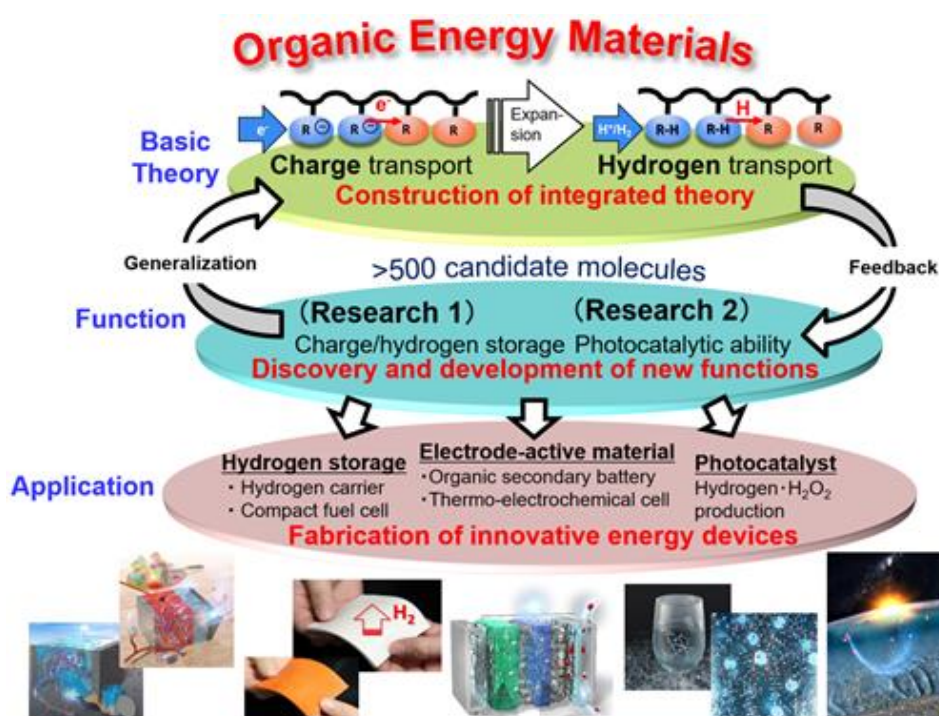 Organic Energy Materials
e⁻
R ⊖
R ⊖
e⁻
R
R
Expan-
sion
H⁺/H₂
R-H
R-H
H
R
R
Basic
Theory
Charge transport
Hydrogen transport
Construction of integrated theory
Generalization
>500 candidate molecules
Feedback
Function
(Research 1)
(Research 2)
Charge/hydrogen storage
Photocatalytic ability
Discovery and development of new functions
Application
Hydrogen storage
・Hydrogen carrier
・Compact fuel cell
Electrode-active material
・Organic secondary battery
・Thermo-electrochemical cell
Photocatalyst
Hydrogen・H₂O₂
production
Fabrication of innovative energy devices
H₂